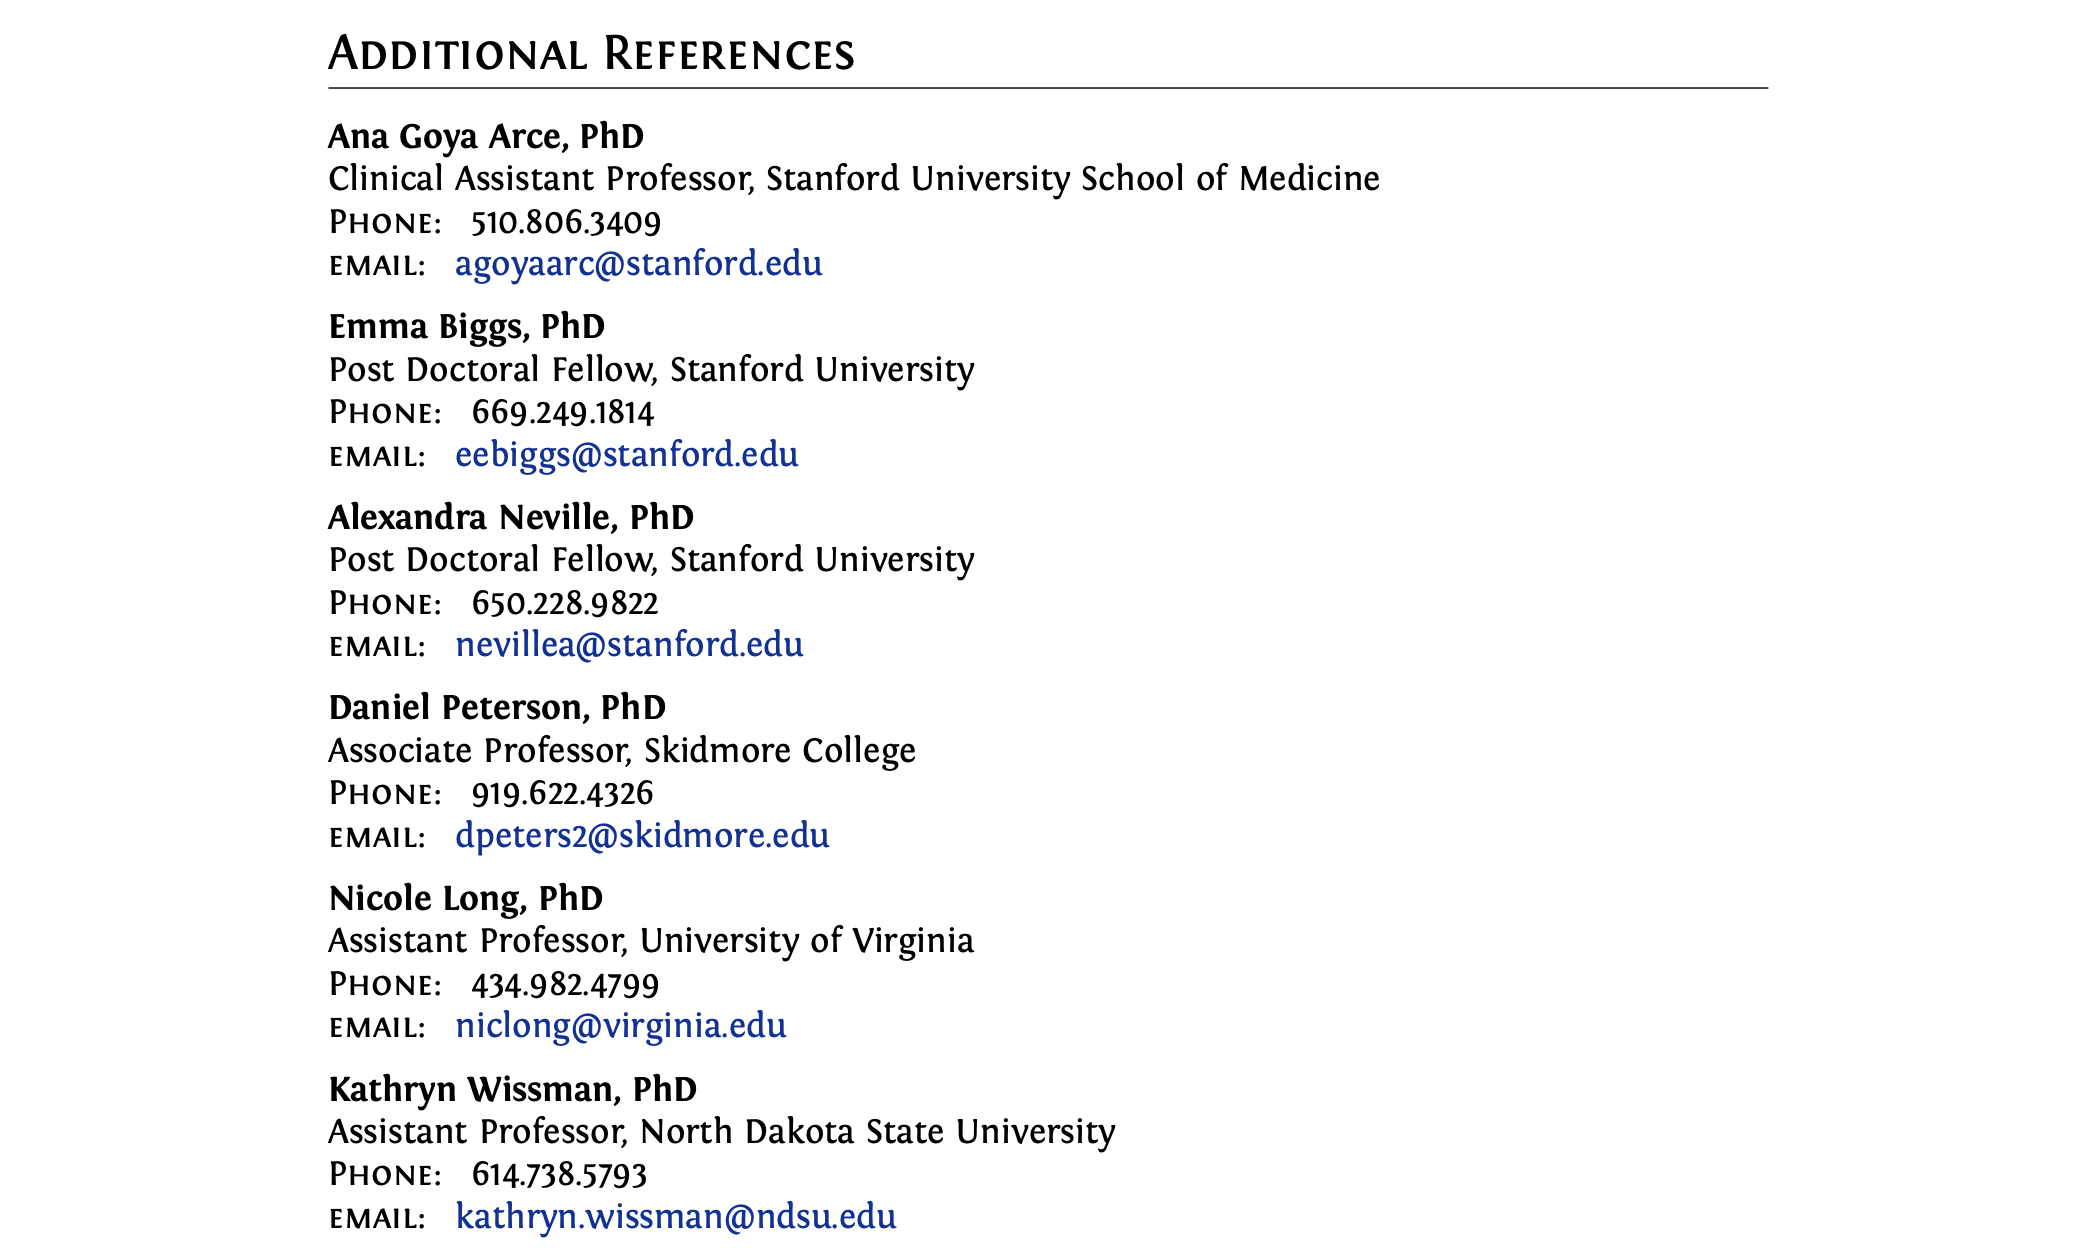 Additional References
Ana Goya Arce, PhD
Clinical Assistant Professor, Stanford University School of Medicine
Phone: 510.806.3409
email: agoyaarc@stanford.edu
Emma Biggs, PhD
Post Doctoral Fellow, Stanford University
Phone: 669.249.1814
email: eebiggs@stanford.edu
Alexandra Neville, PhD
Post Doctoral Fellow, Stanford University
Phone: 650.228.9822
email: nevillea@stanford.edu
Daniel Peterson, PhD
Associate Professor, Skidmore College
Phone: 919.622.4326
email: dpeters2@skidmore.edu
Nicole Long, PhD
Assistant Professor, University of Virginia
Phone: 434.982.4799
email: niclong@virginia.edu
Kathryn Wissman, PhD
Assistant Professor, North Dakota State University
Phone: 614.738.5793
email: kathryn.wissman@ndsu.edu